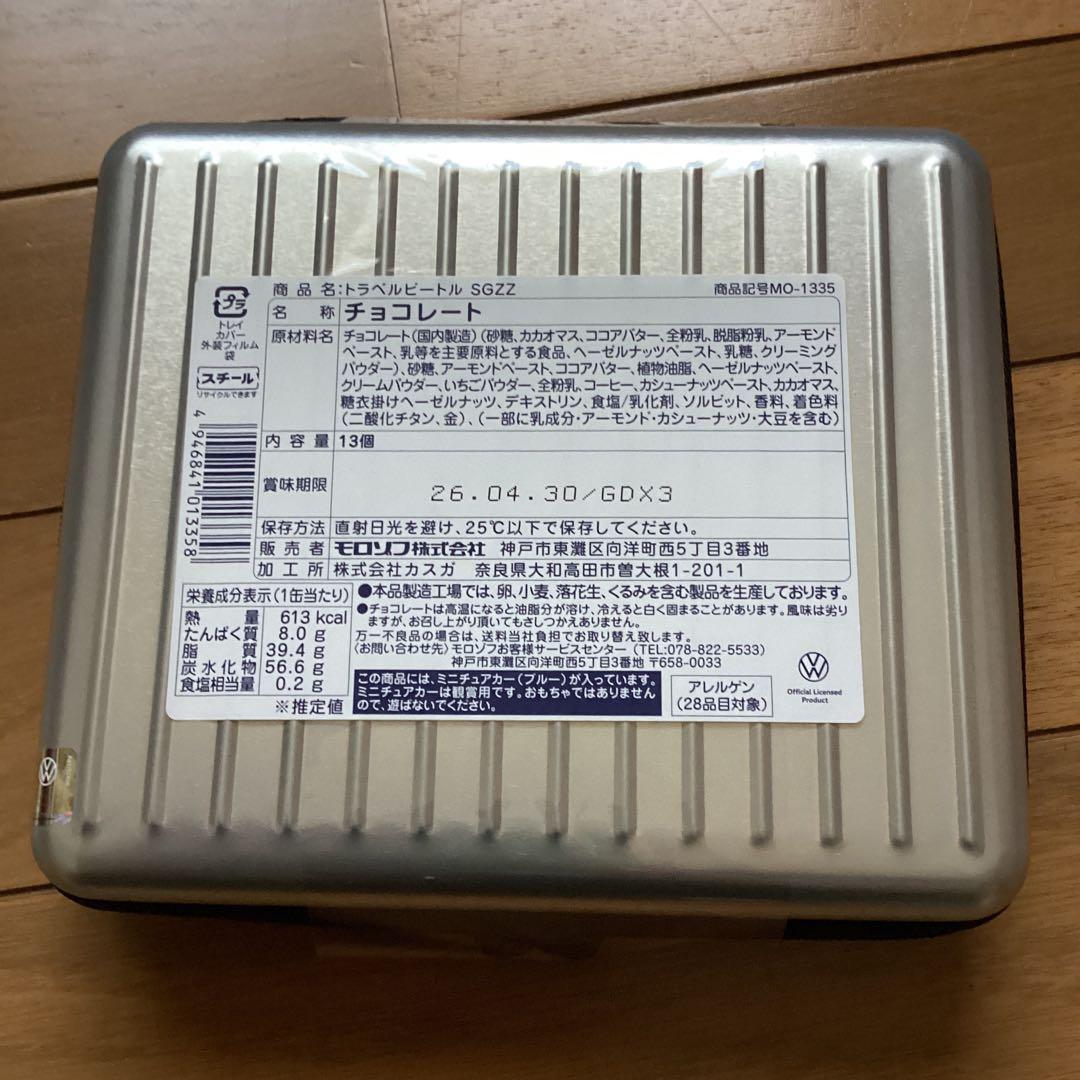 商品名:トラベルビートル SGZZ 商品記号MO-1335
プラ
トレイ
カバー
外装フィルム
袋
スチール
リサイクルできます
4 946841 013358
名称 チョコレート
原材料名 チョコレート(国内製造)(砂糖、カカオマス、ココアバター、全粉乳、脱脂粉乳、アーモンド
ペースト、乳等を主要原料とする食品、ヘーゼルナッツペースト、乳糖、クリーミング
パウダー)、砂糖、アーモンドペースト、ココアバター、植物油脂、ヘーゼルナッツペースト、
クリームパウダー、いちごパウダー、全粉乳、コーヒー、カシューナッツペースト、カカオマス、
糖衣掛けヘーゼルナッツ、デキストリン、食塩/乳化剤、ソルビット、香料、着色料
(二酸化チタン、金)、(一部に乳成分・アーモンド・カシューナッツ・大豆を含む)
内容量 13個
賞味期限 26.04.30/GDX3
保存方法 直射日光を避け、25℃以下で保存してください。
販売者 モロゾフ株式会社 神戸市東灘区向洋町西5丁目3番地
加工所 株式会社カスガ 奈良県大和高田市曽大根1-201-1
栄養成分表示(1缶当たり)
熱量 613 kcal
たんぱく質 8.0 g
脂質 39.4 g
炭水化物 56.6 g
食塩相当量 0.2 g
※推定値
●本品製造工場では、卵、小麦、落花生、くるみを含む製品を生産しております。
●チョコレートは高温になると油脂分が溶け、冷えると白く固まることがあります。風味は劣り
ますが、お召し上がり頂いてもさしつかえありません。
万一不良品の場合は、送料当社負担でお取り替え致します。
〈お問い合わせ先〉モロゾフお客様サービスセンター(TEL:078-822-5533)
神戸市東灘区向洋町西5丁目3番地 〒658-0033
この商品には、ミニチュアカー(ブルー)が入っています。
ミニチュアカーは観賞用です。おもちゃではありません
ので、遊ばないでください。
アレルゲン
(28品目対象)
Official Licensed
Product